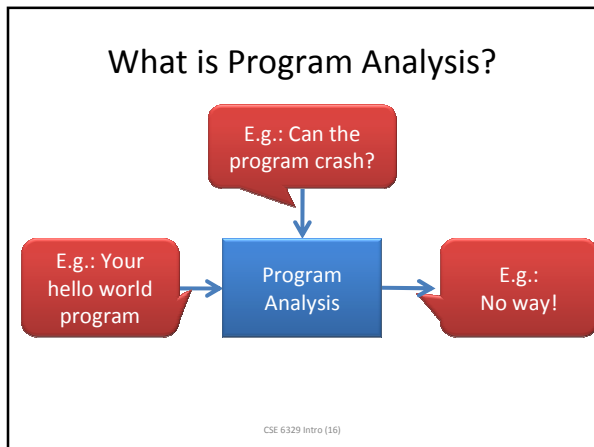 What is Program Analysis?
E.g.: Can the
program crash?
E.g.: Your
hello world
program
Program
Analysis
E.g.:
No way!
CSE 6329 Intro (16)